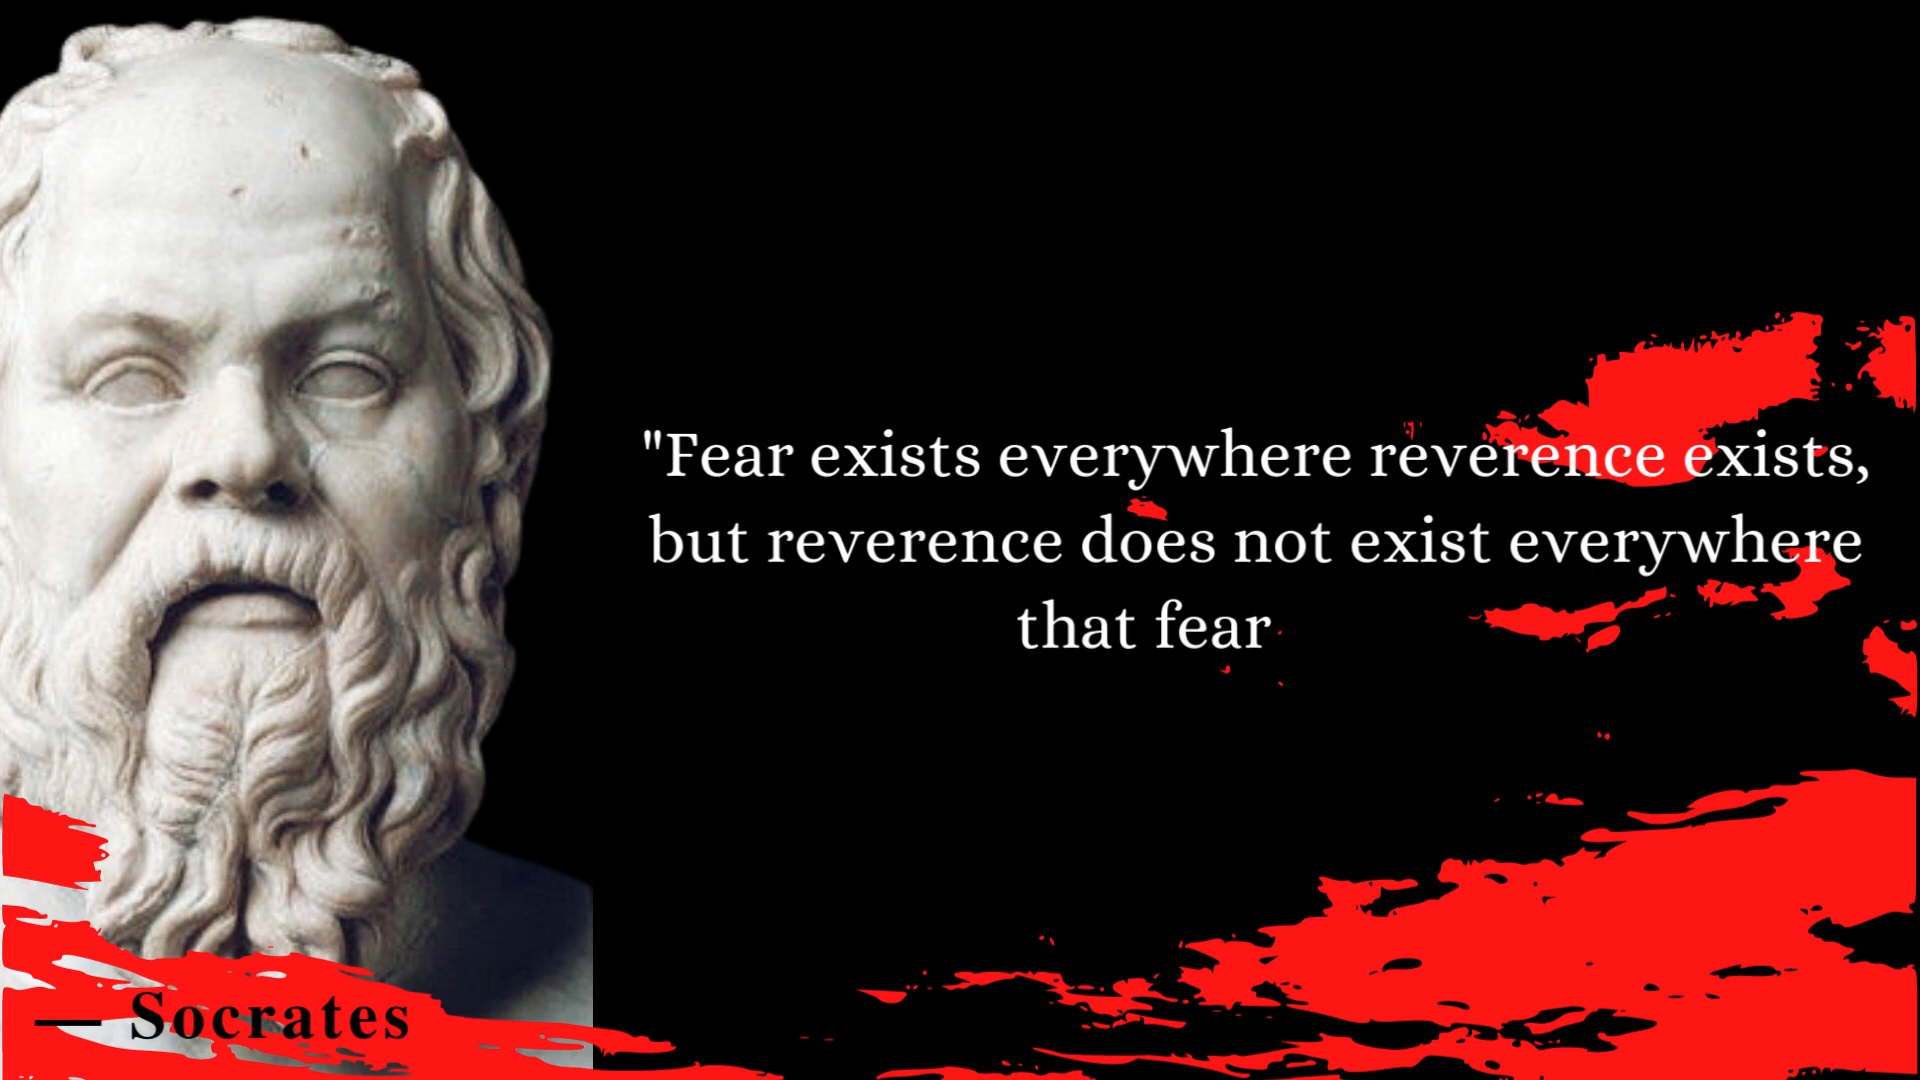 "Fear exists everywhere reverence exists,
but reverence does not exist everywhere
that fear
— Socrates